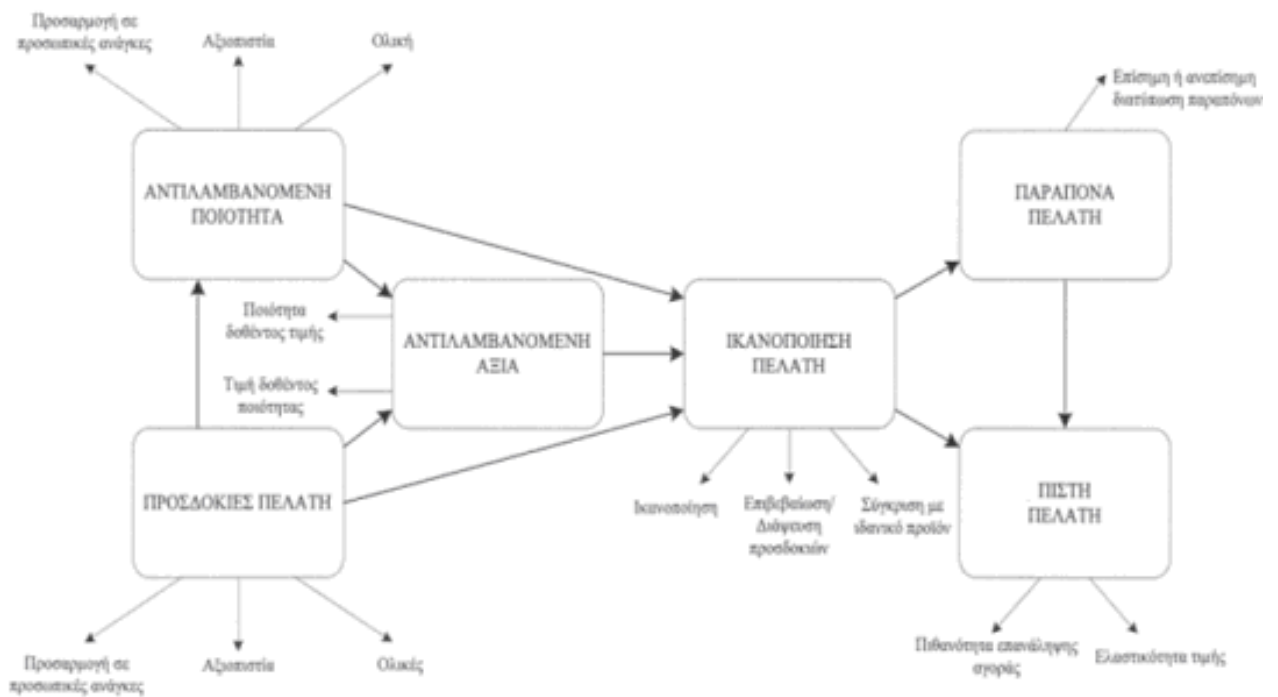 Προσαρμογή σε
προσωπικές ανάγκες
Αξιοπιστία
Ολική
Επίσημη ή ανεπίσημη
διατύπωση παραπόνων
ΑΝΤΙΛΑΜΒΑΝΟΜΕΝΗ
ΠΟΙΟΤΗΤΑ
ΠΑΡΑΠΟΝΑ
ΠΕΛΑΤΗ
Ποιότητα
δοθέντος τιμής
ΑΝΤΙΛΑΜΒΑΝΟΜΕΝΗ
ΑΞΙΑ
ΙΚΑΝΟΠΟΙΗΣΗ
ΠΕΛΑΤΗ
Τιμή δοθέντος
ποιότητας
ΠΡΟΣΔΟΚΙΕΣ ΠΕΛΑΤΗ
Ικανοποίηση
Επιβεβαίωση/
Διάψευση
προσδοκιών
Σύγκριση με
ιδανικό προϊόν
ΠΙΣΤΗ
ΠΕΛΑΤΗ
Προσαρμογή σε
προσωπικές ανάγκες
Αξιοπιστία
Ολικές
Πιθανότητα επανάληψης
αγοράς
Ελαστικότητα τιμής